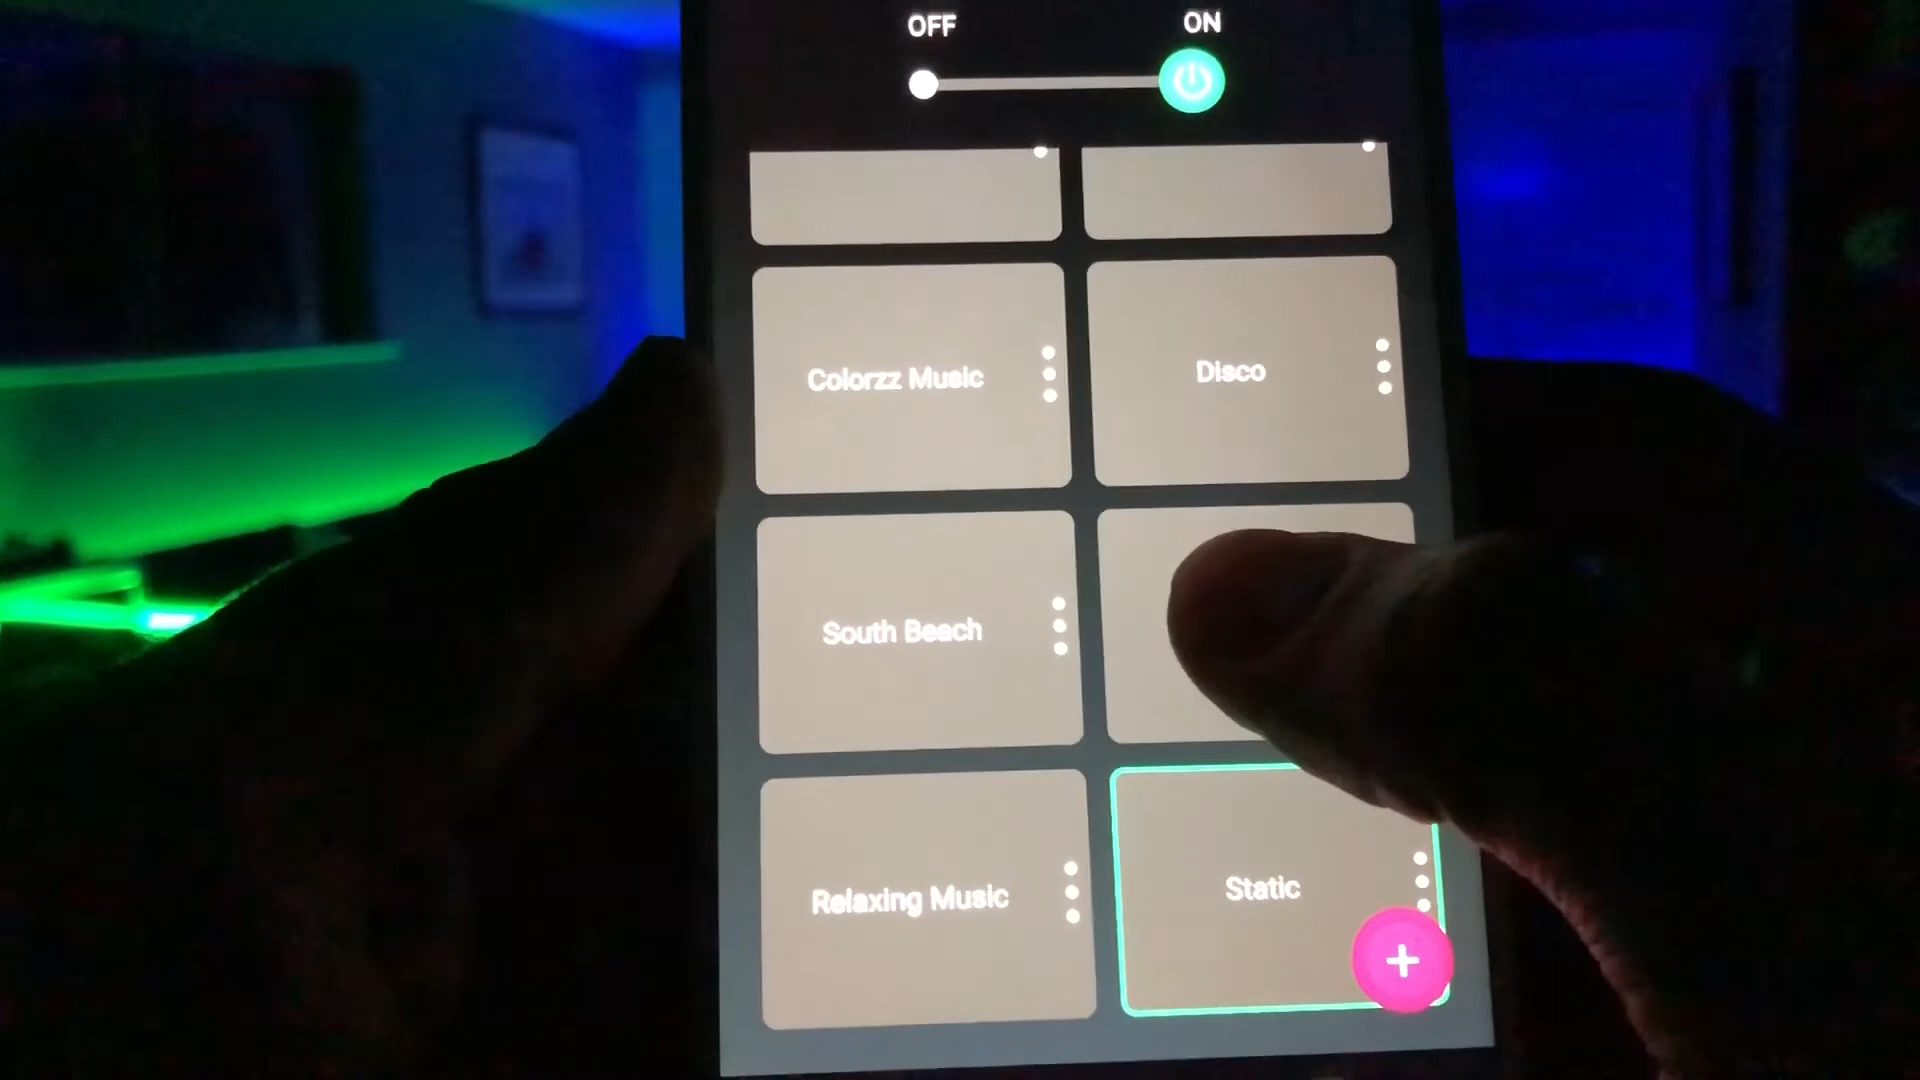 OFF
ON
Colorzz Music
Disco
South Beach
Relaxing Music
Static